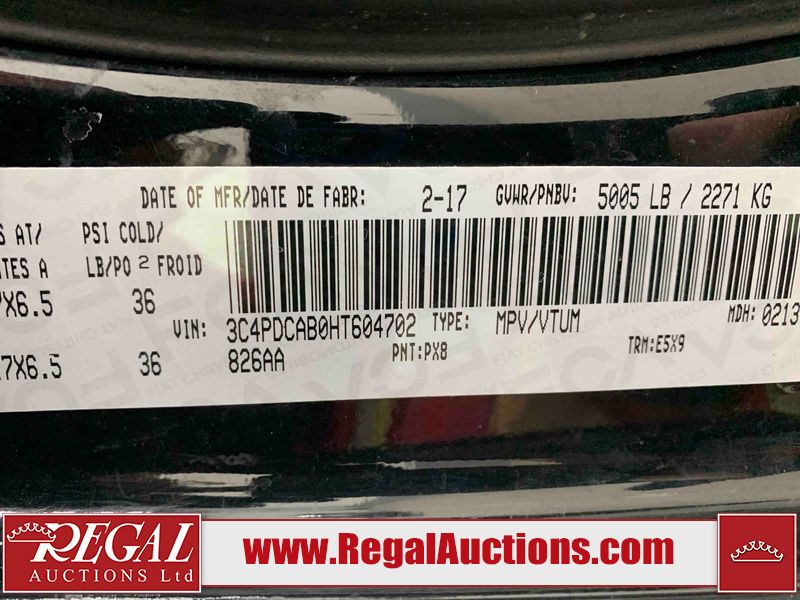 DATE OF MFR/DATE DE FABR: 2-17 GVWR/PNBV: 5005 LB / 2271 KG
S AT/ PSI COLD/
TES A LB/PO 2 FROID
7X6.5 36
VIN: 3C4PDCAB0HT604702 TYPE: MPV/VTUM MDH: 0213
7X6.5 36 826AA PNT:PX8 TRM:E5X9
REGAL
AUCTIONS Ltd
www.RegalAuctions.com